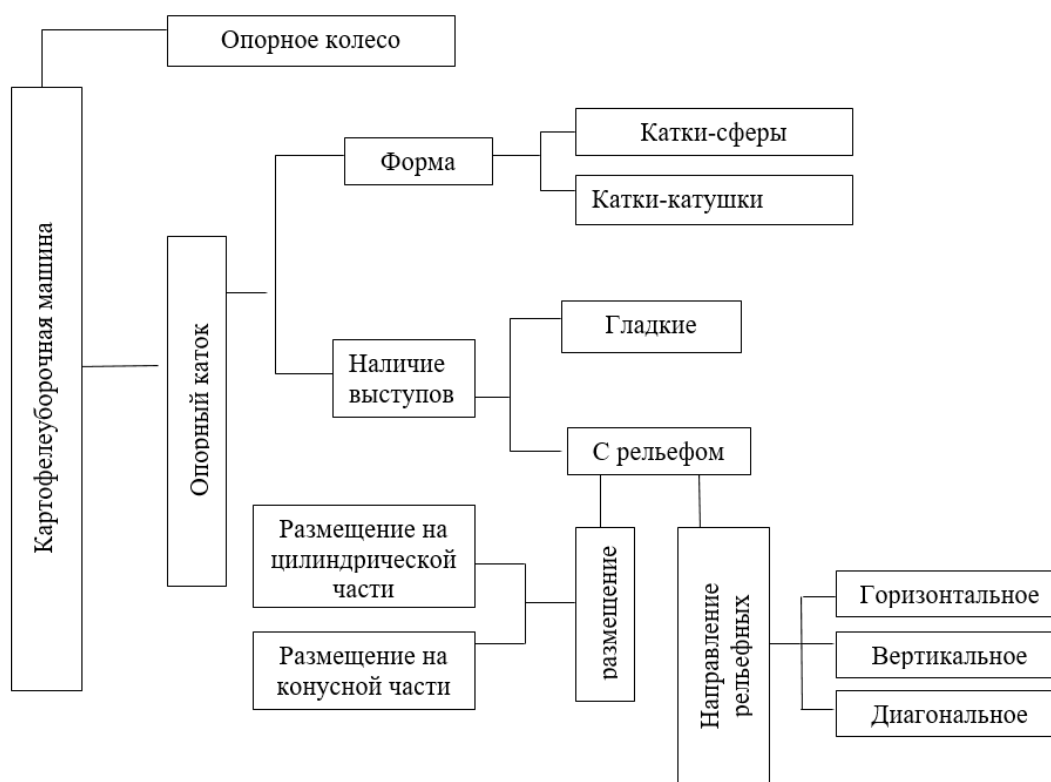 Опорное колесо
Картофелеуборочная машина
Опорный каток
Форма
Катки-сферы
Катки-катушки
Наличие
выступов
Гладкие
С рельефом
Размещение на
цилиндрической
части
Размещение на
конусной части
размещение
Направление
рельефных
Горизонтальное
Вертикальное
Диагональное